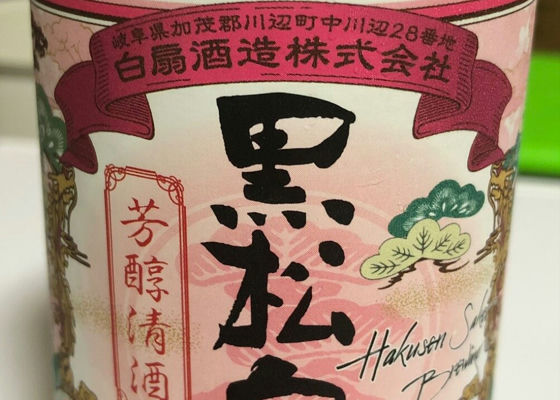 岐阜県加茂郡川辺町中川辺28番地
白扇酒造株式会社
黒松
芳醇清酒
Hakusen Sake